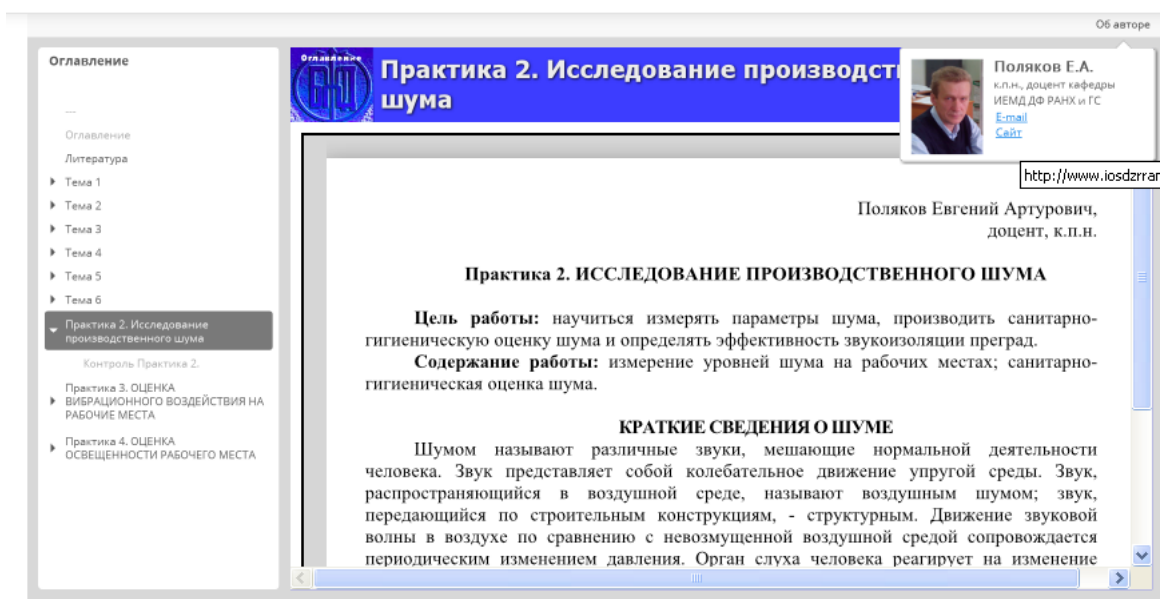 Об авторе
Оглавление
...
Оглавление
Литература
Тема 1
Тема 2
Тема 3
Тема 4
Тема 5
Тема 6
Практика 2. Исследование
производственного шума
Контроль Практика 2.
Практика 3. ОЦЕНКА
ВИБРАЦИОННОГО ВОЗДЕЙСТВИЯ НА
РАБОЧИЕ МЕСТА
Практика 4. ОЦЕНКА
ОСВЕЩЕННОСТИ РАБОЧЕГО МЕСТА
Оглавление
БЖД
Практика 2. Исследование производст
шума
Поляков Е.А.
к.п.н., доцент кафедры
ИЕМД ДФ РАНХ и ГС
E-mail
Сайт
http://www.iosdzrra
Поляков Евгений Артурович,
доцент, к.п.н.
Практика 2. ИССЛЕДОВАНИЕ ПРОИЗВОДСТВЕННОГО ШУМА
Цель работы: научиться измерять параметры шума, производить санитарно-
гигиеническую оценку шума и определять эффективность звукоизоляции преград.
Содержание работы: измерение уровней шума на рабочих местах; санитарно-
гигиеническая оценка шума.
КРАТКИЕ СВЕДЕНИЯ О ШУМЕ
Шумом называют различные звуки, мешающие нормальной деятельности
человека. Звук представляет собой колебательное движение упругой среды. Звук,
распространяющийся в воздушной среде, называют воздушным шумом; звук,
передающийся по строительным конструкциям, - структурным. Движение звуковой
волны в воздухе по сравнению с невозмущенной воздушной средой сопровождается
периодическим изменением давления. Орган слуха человека реагирует на изменение